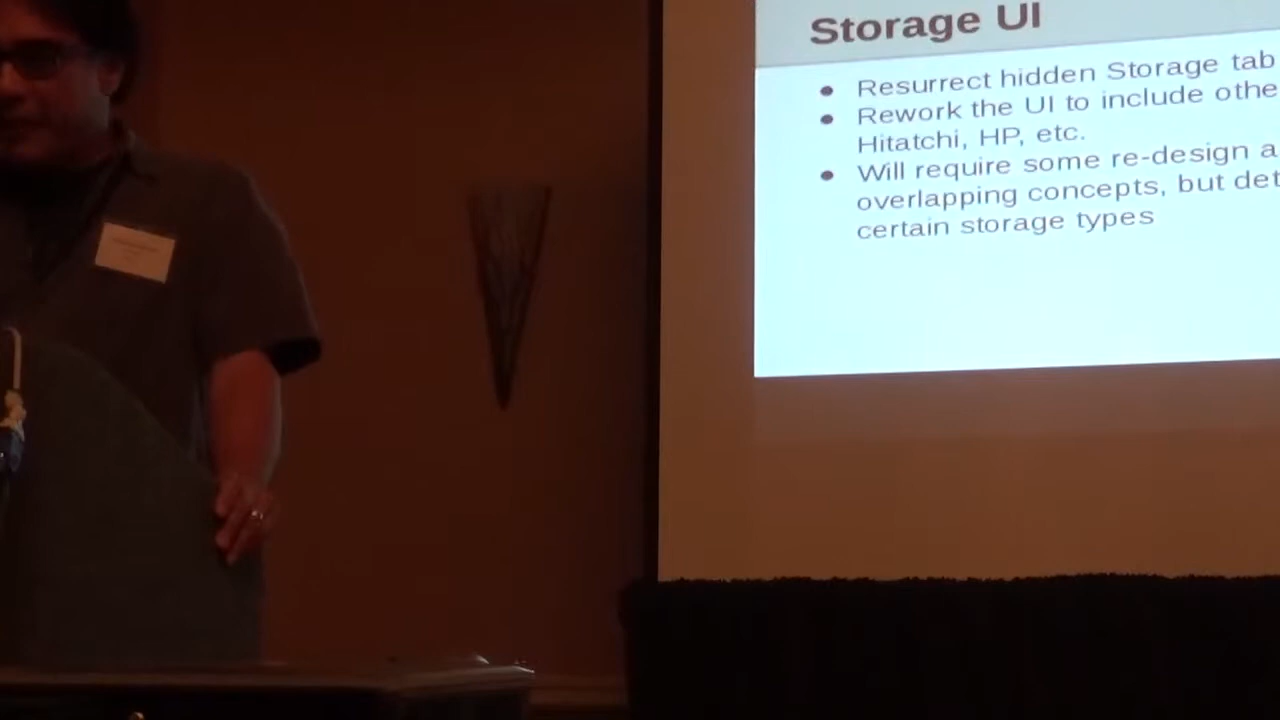 Storage UI
Resurrect hidden Storage tab
Rework the UI to include othe
Hitatchi, HP, etc.
Will require some re-design a
overlapping concepts, but det
certain storage types